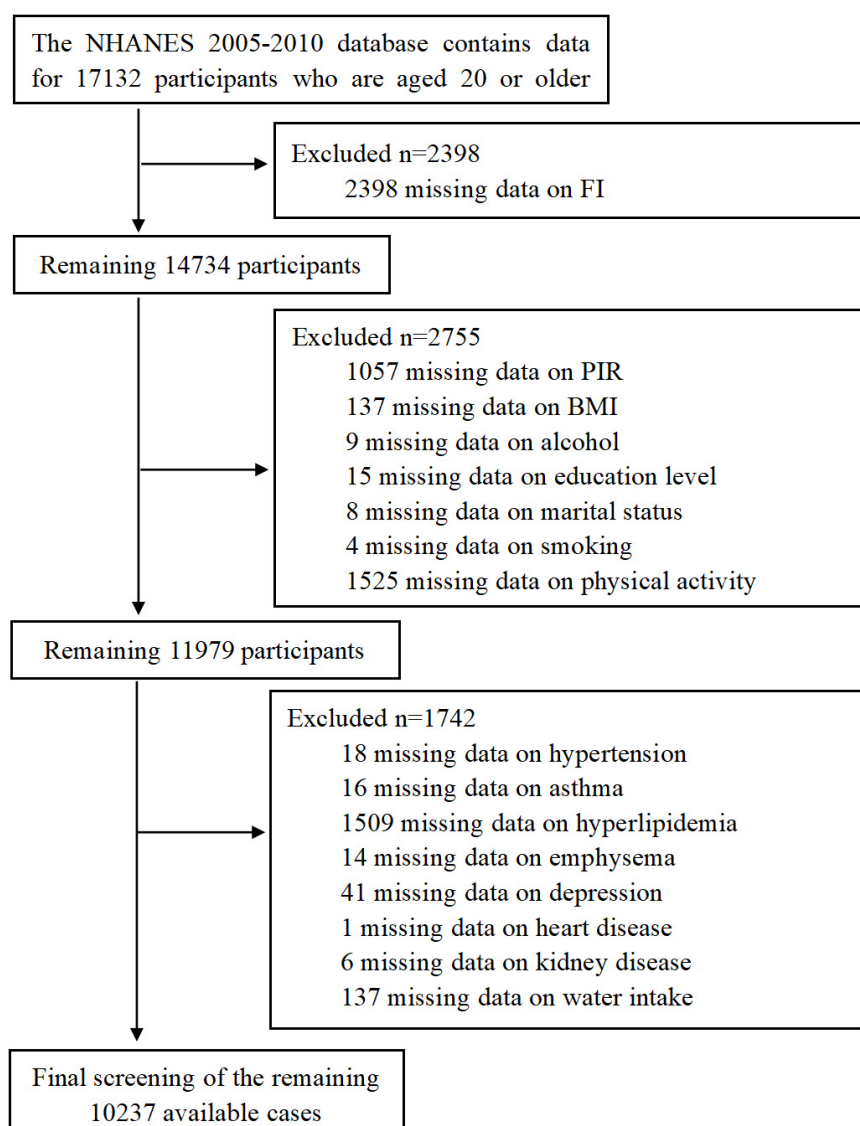 The NHANES 2005-2010 database contains data
for 17132 participants who are aged 20 or older
Excluded n=2398
2398 missing data on FI
Remaining 14734 participants
Excluded n=2755
1057 missing data on PIR
137 missing data on BMI
9 missing data on alcohol
15 missing data on education level
8 missing data on marital status
4 missing data on smoking
1525 missing data on physical activity
Remaining 11979 participants
Excluded n=1742
18 missing data on hypertension
16 missing data on asthma
1509 missing data on hyperlipidemia
14 missing data on emphysema
41 missing data on depression
1 missing data on heart disease
6 missing data on kidney disease
137 missing data on water intake
Final screening of the remaining
10237 available cases